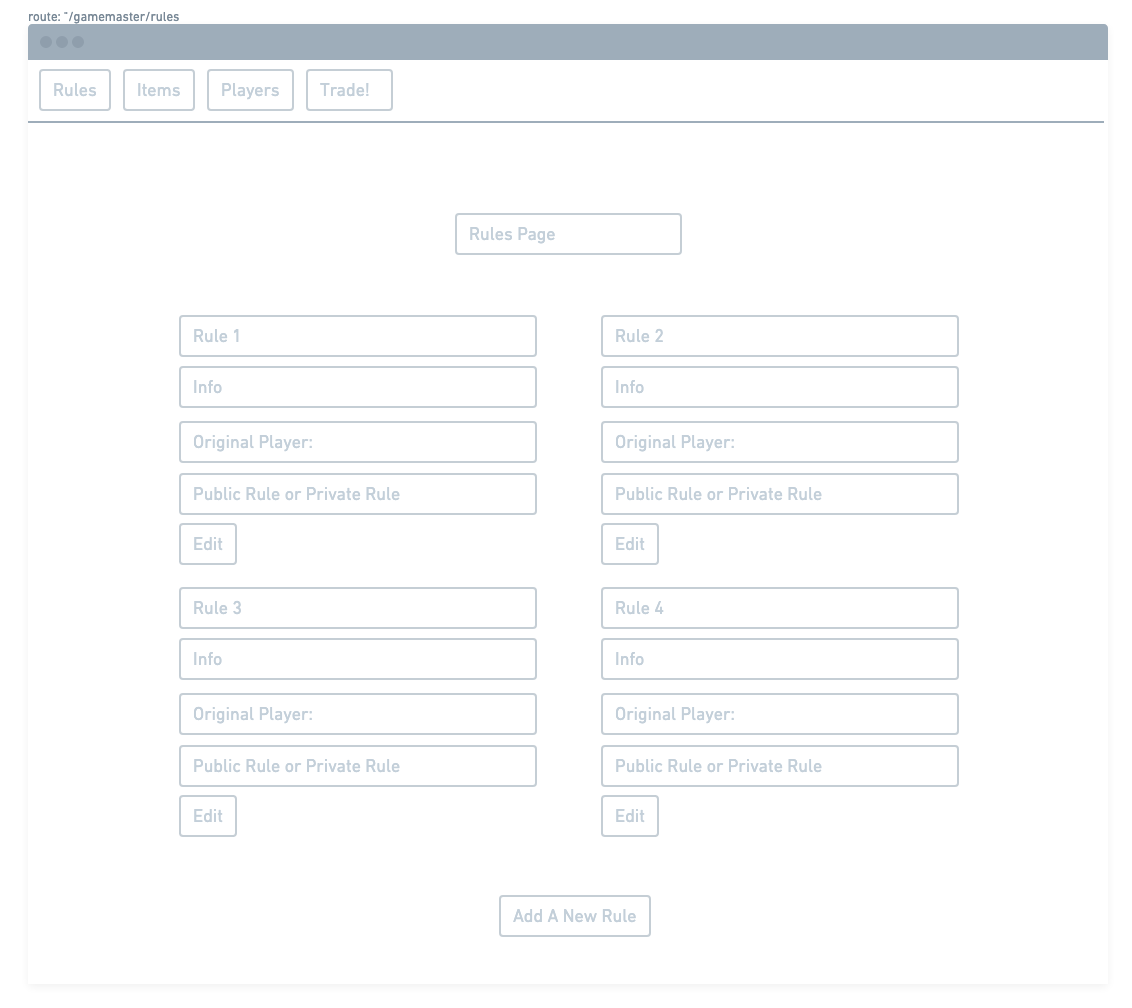 route: "/gamemaster/rules
Rules Items Players Trade!
Rules Page
Rule 1
Info
Original Player:
Public Rule or Private Rule
Edit
Rule 2
Info
Original Player:
Public Rule or Private Rule
Edit
Rule 3
Info
Original Player:
Public Rule or Private Rule
Edit
Rule 4
Info
Original Player:
Public Rule or Private Rule
Edit
Add A New Rule